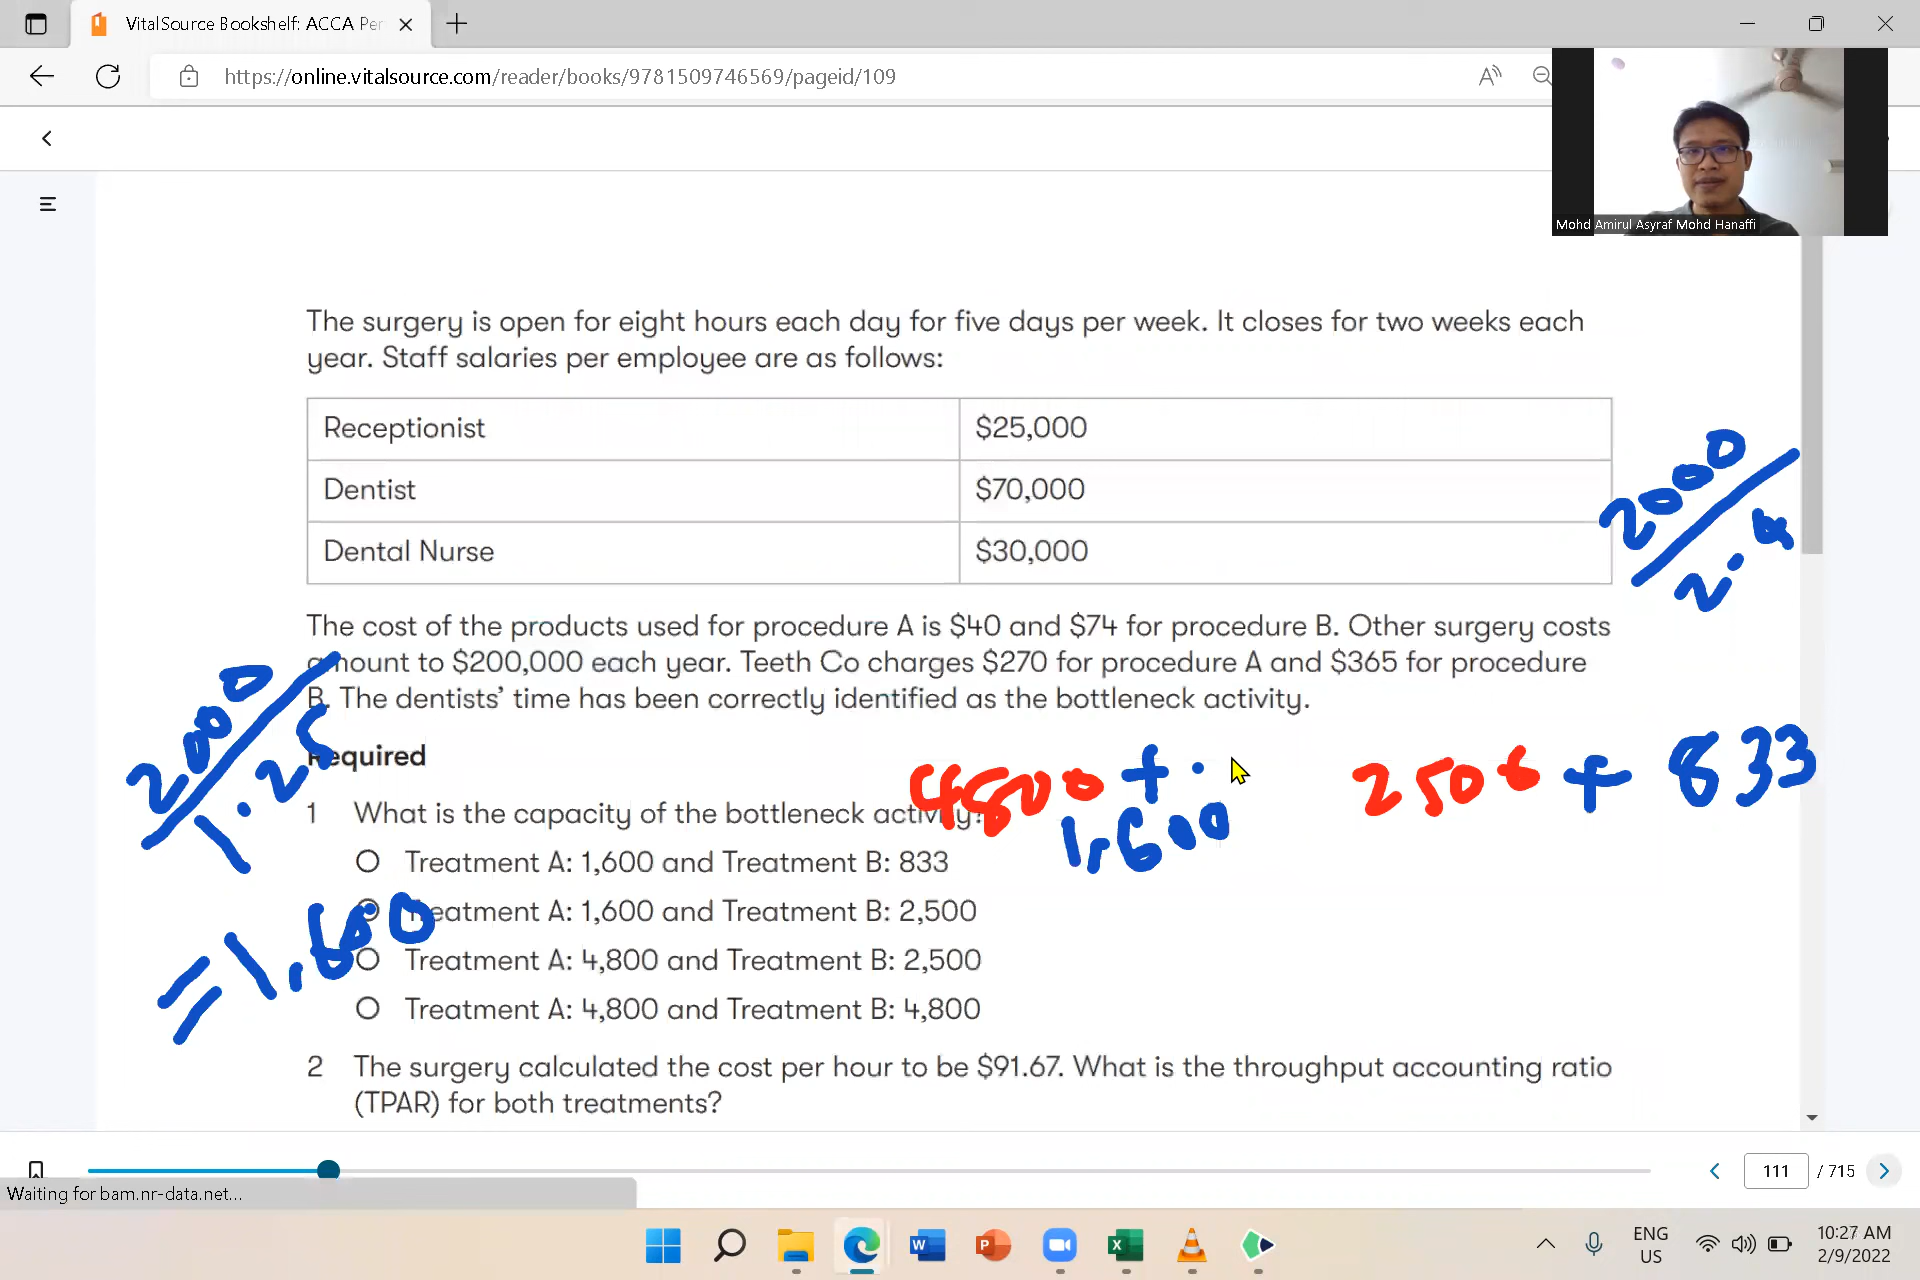 VitalSource Bookshelf: ACCA Per
https://online.vitalsource.com/reader/books/9781509746569/pageid/109
Mohd Amirul Asyraf Mohd Hanaffi
The surgery is open for eight hours each day for five days per week. It closes for two weeks each
year. Staff salaries per employee are as follows:
Receptionist $25,000
Dentist $70,000
Dental Nurse $30,000
2000
2.4
The cost of the products used for procedure A is $40 and $74 for procedure B. Other surgery costs
amount to $200,000 each year. Teeth Co charges $270 for procedure A and $365 for procedure
B. The dentists' time has been correctly identified as the bottleneck activity.
2000
1.25
=1,600
Required
4800 + 1,600
2500 + 833
1 What is the capacity of the bottleneck activity?
Treatment A: 1,600 and Treatment B: 833
Treatment A: 1,600 and Treatment B: 2,500
Treatment A: 4,800 and Treatment B: 2,500
Treatment A: 4,800 and Treatment B: 4,800
2 The surgery calculated the cost per hour to be $91.67. What is the throughput accounting ratio
(TPAR) for both treatments?
111 / 715
Waiting for bam.nr-data.net...
ENG
US
10:27 AM
2/9/2022